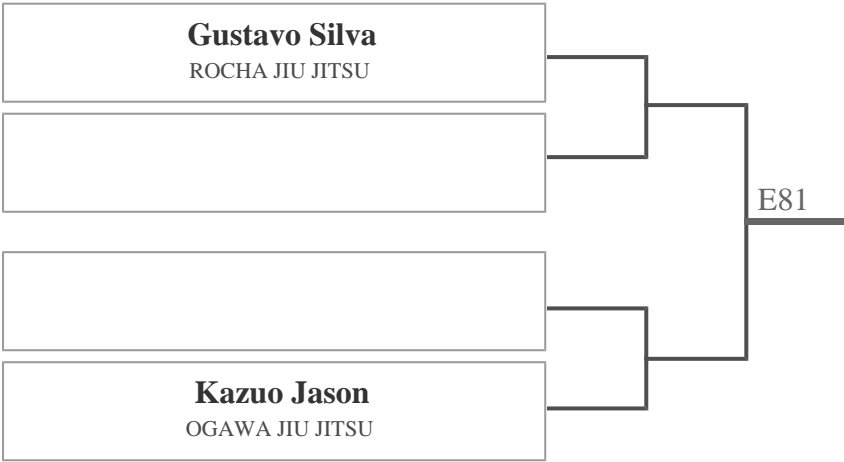 Gustavo Silva
ROCHA JIU JITSU
E81
Kazuo Jason
OGAWA JIU JITSU